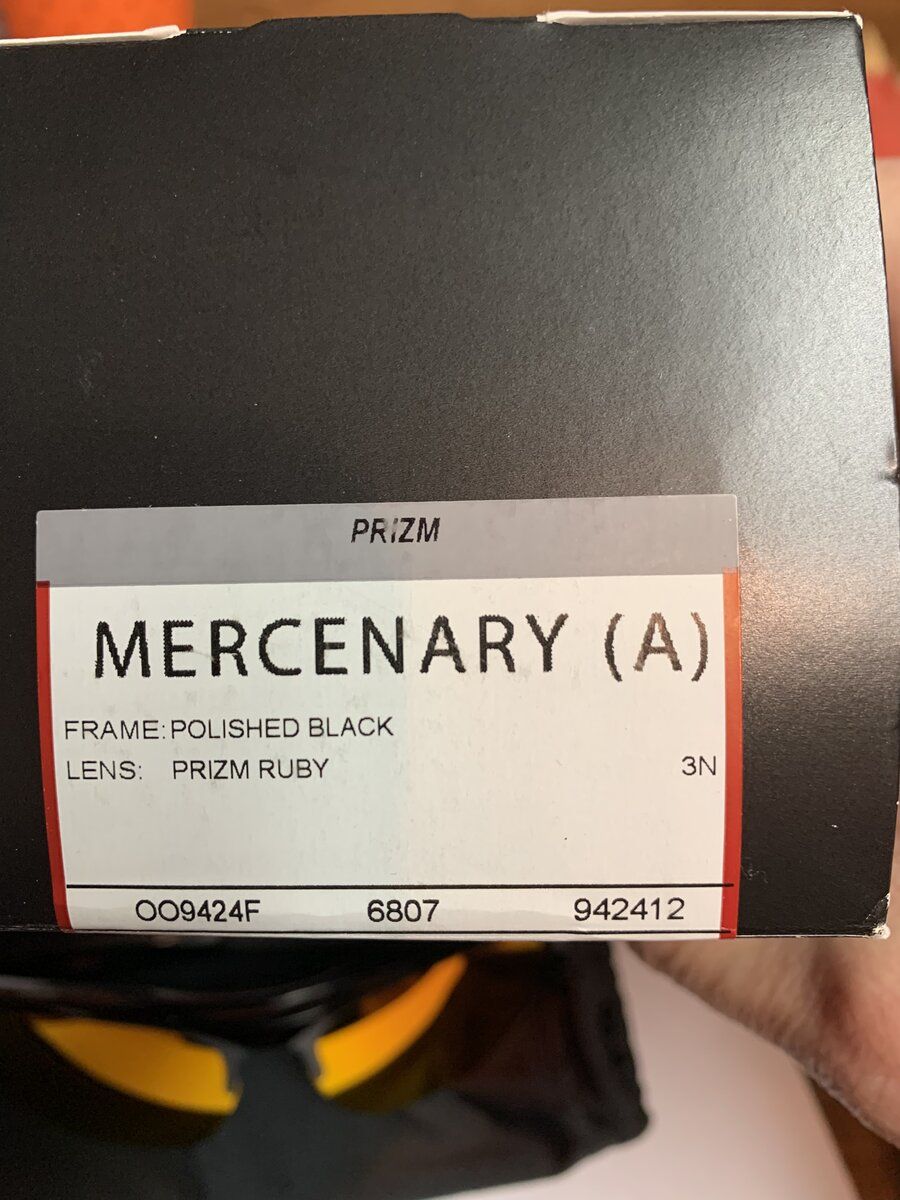 PRIZM
MERCENARY (A)
FRAME: POLISHED BLACK
LENS: PRIZM RUBY 3N
OO9424F 6807 942412